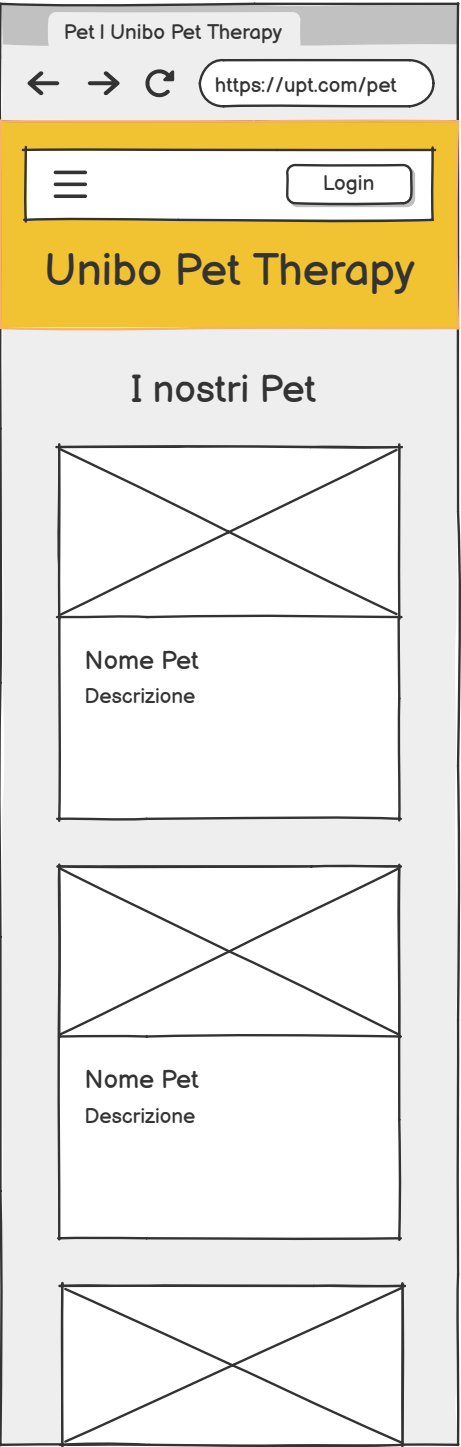 Pet | Unibo Pet Therapy
https://upt.com/pet
Login
Unibo Pet Therapy
I nostri Pet
Nome Pet
Descrizione
Nome Pet
Descrizione